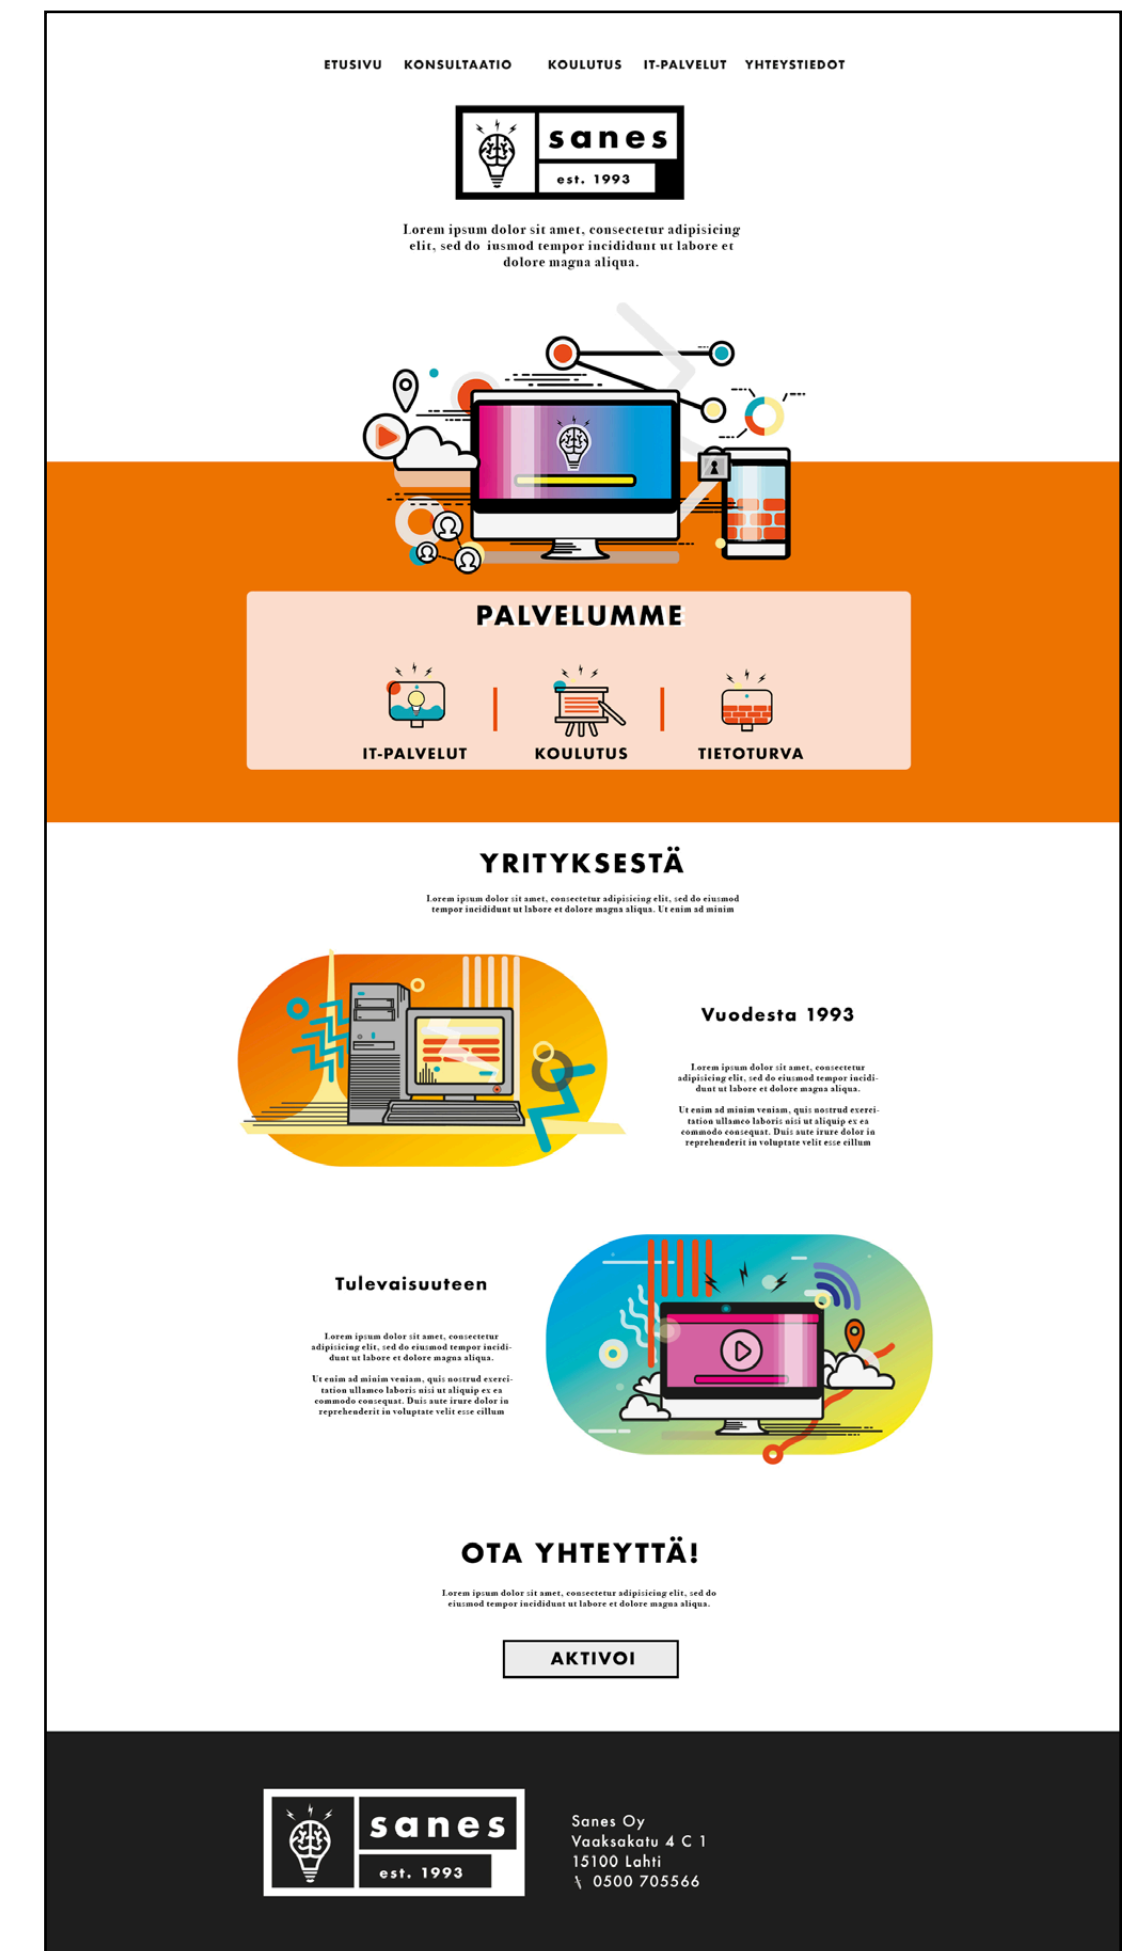 ETUSIVU KONSULTAATIO KOULUTUS IT-PALVELUT YHTEYSTIEDOT
sanes
est. 1993
Lorem ipsum dolor sit amet, consectetur adipisicing
elit, sed do iusmod tempor incididunt ut labore et
dolore magna aliqua.
PALVELUMME
IT-PALVELUT
KOULUTUS
TIETOTURVA
YRITYKSESTÄ
Lorem ipsum dolor sit amet, consectetur adipisicing elit, sed do eiusmod
tempor incididunt ut labore et dolore magna aliqua. Ut enim ad minim
Vuodesta 1993
Lorem ipsum dolor sit amet, consectetur
adipisicing elit, sed do eiusmod tempor incidi-
dunt ut labore et dolore magna aliqua.
Ut enim ad minim veniam, quis nostrud exerci-
tation ullamco laboris nisi ut aliquip ex ea
commodo consequat. Duis aute irure dolor in
reprehenderit in voluptate velit esse cillum
Tulevaisuuteen
Lorem ipsum dolor sit amet, consectetur
adipisicing elit, sed do eiusmod tempor incidi-
dunt ut labore et dolore magna aliqua.
Ut enim ad minim veniam, quis nostrud exerci-
tation ullamco laboris nisi ut aliquip ex ea
commodo consequat. Duis aute irure dolor in
reprehenderit in voluptate velit esse cillum
OTA YHTEYTTÄ!
Lorem ipsum dolor sit amet, consectetur adipisicing elit, sed do
eiusmod tempor incididunt ut labore et dolore magna aliqua.
AKTIVOI
sanes
est. 1993
Sanes Oy
Vaaksakatu 4 C 1
15100 Lahti
0500 705566